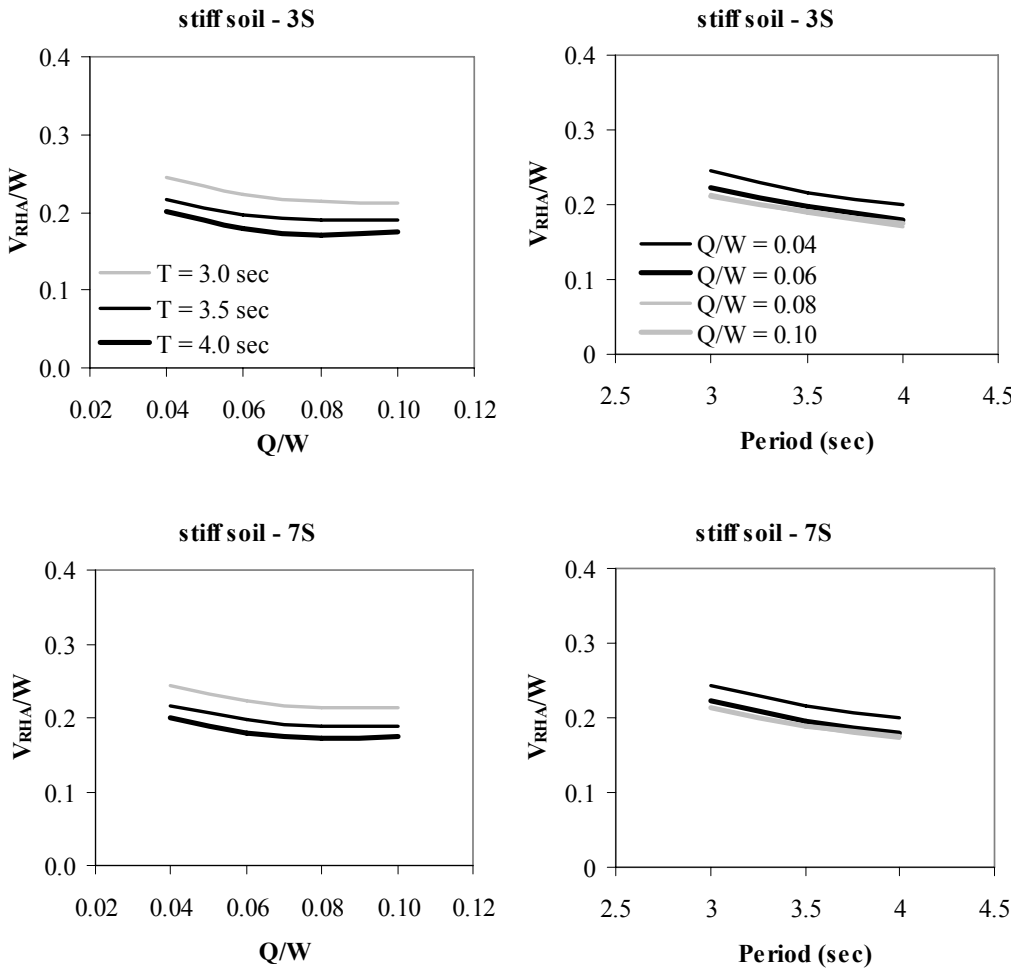 stiff soil - 3S
0.4
0.3
0.2
0.1
0.0
V_RHA/W
T = 3.0 sec
T = 3.5 sec
T = 4.0 sec
0.02 0.04 0.06 0.08 0.10 0.12
Q/W
stiff soil - 3S
0.4
0.3
0.2
0.1
0
V_RHA/W
Q/W = 0.04
Q/W = 0.06
Q/W = 0.08
Q/W = 0.10
2.5 3 3.5 4 4.5
Period (sec)
stiff soil - 7S
0.4
0.3
0.2
0.1
0.0
V_RHA/W
0.02 0.04 0.06 0.08 0.10 0.12
Q/W
stiff soil - 7S
0.4
0.3
0.2
0.1
0
V_RHA/W
2.5 3 3.5 4 4.5
Period (sec)